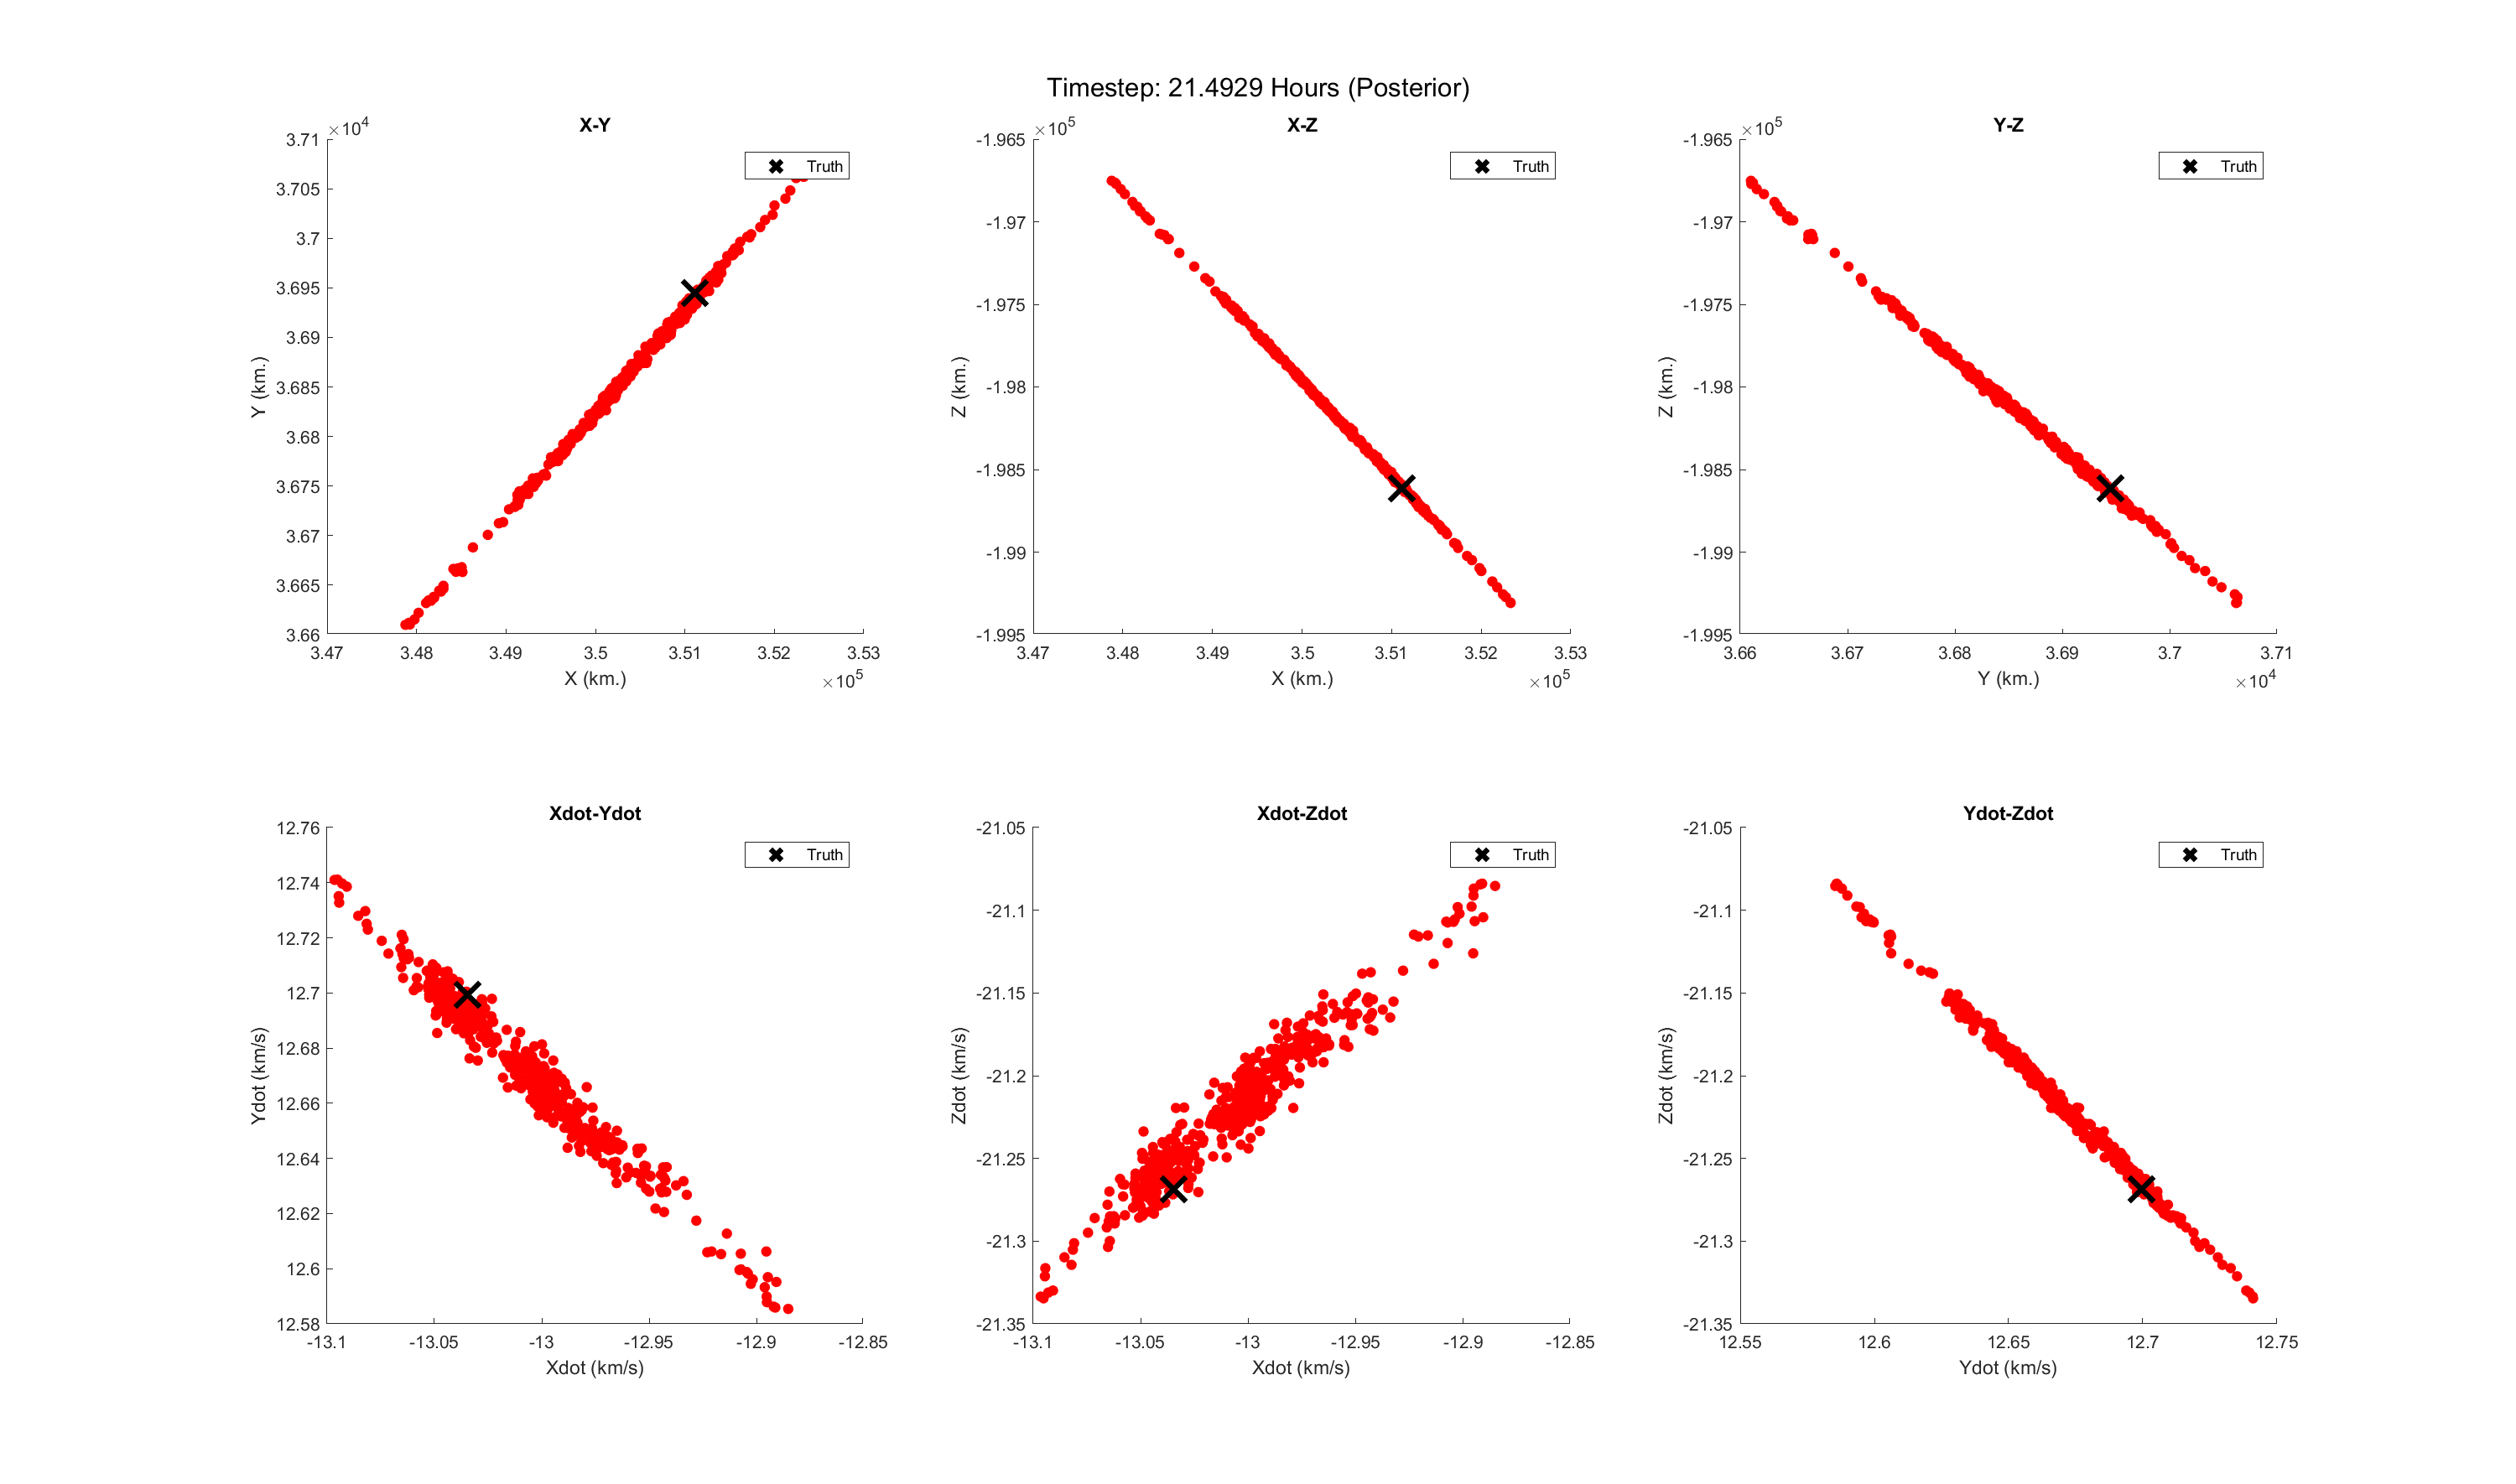 Timestep: 21.4929 Hours (Posterior)
X-Y
×10^4
3.71
3.705
3.7
3.695
3.69
3.685
3.68
3.675
3.67
3.665
3.66
Y (km.)
Truth
3.47 3.48 3.49 3.5 3.51 3.52 3.53
X (km.)
×10^5
X-Z
×10^5
-1.965
-1.97
-1.975
-1.98
-1.985
-1.99
-1.995
Z (km.)
Truth
3.47 3.48 3.49 3.5 3.51 3.52 3.53
X (km.)
×10^5
Y-Z
×10^5
-1.965
-1.97
-1.975
-1.98
-1.985
-1.99
-1.995
Z (km.)
Truth
3.66 3.67 3.68 3.69 3.7 3.71
Y (km.)
×10^4
Xdot-Ydot
12.76
12.74
12.72
12.7
12.68
12.66
12.64
12.62
12.6
12.58
Ydot (km/s)
Truth
-13.1 -13.05 -13 -12.95 -12.9 -12.85
Xdot (km/s)
Xdot-Zdot
-21.05
-21.1
-21.15
-21.2
-21.25
-21.3
-21.35
Zdot (km/s)
Truth
-13.1 -13.05 -13 -12.95 -12.9 -12.85
Xdot (km/s)
Ydot-Zdot
-21.05
-21.1
-21.15
-21.2
-21.25
-21.3
-21.35
Zdot (km/s)
Truth
12.55 12.6 12.65 12.7 12.75
Ydot (km/s)